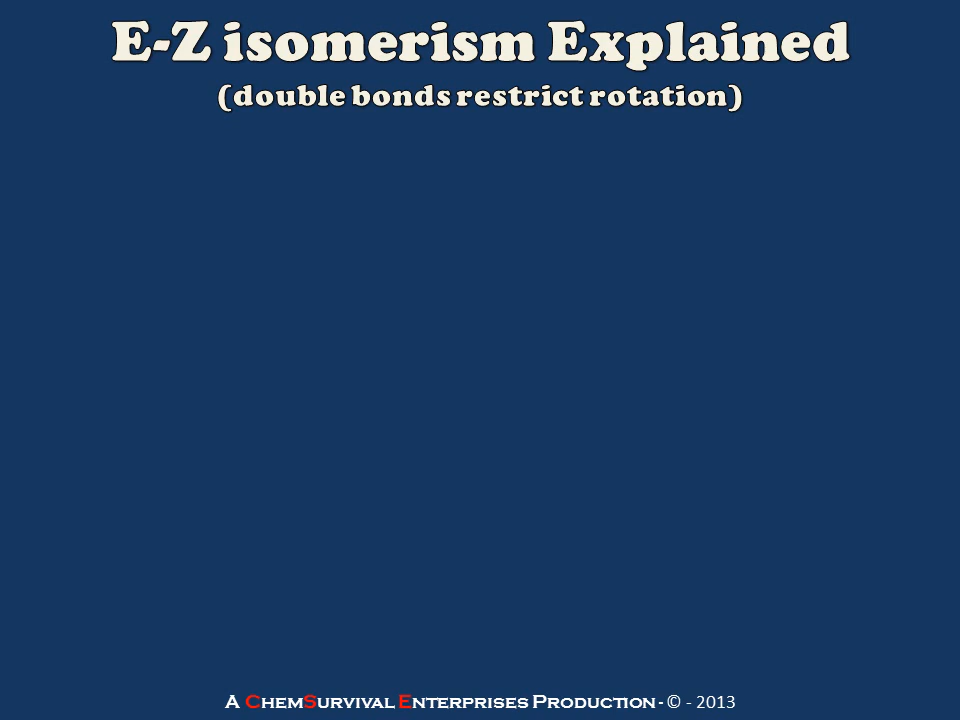 E-Z isomerism Explained
(double bonds restrict rotation)
A ChemSurvival Enterprises Production - © - 2013